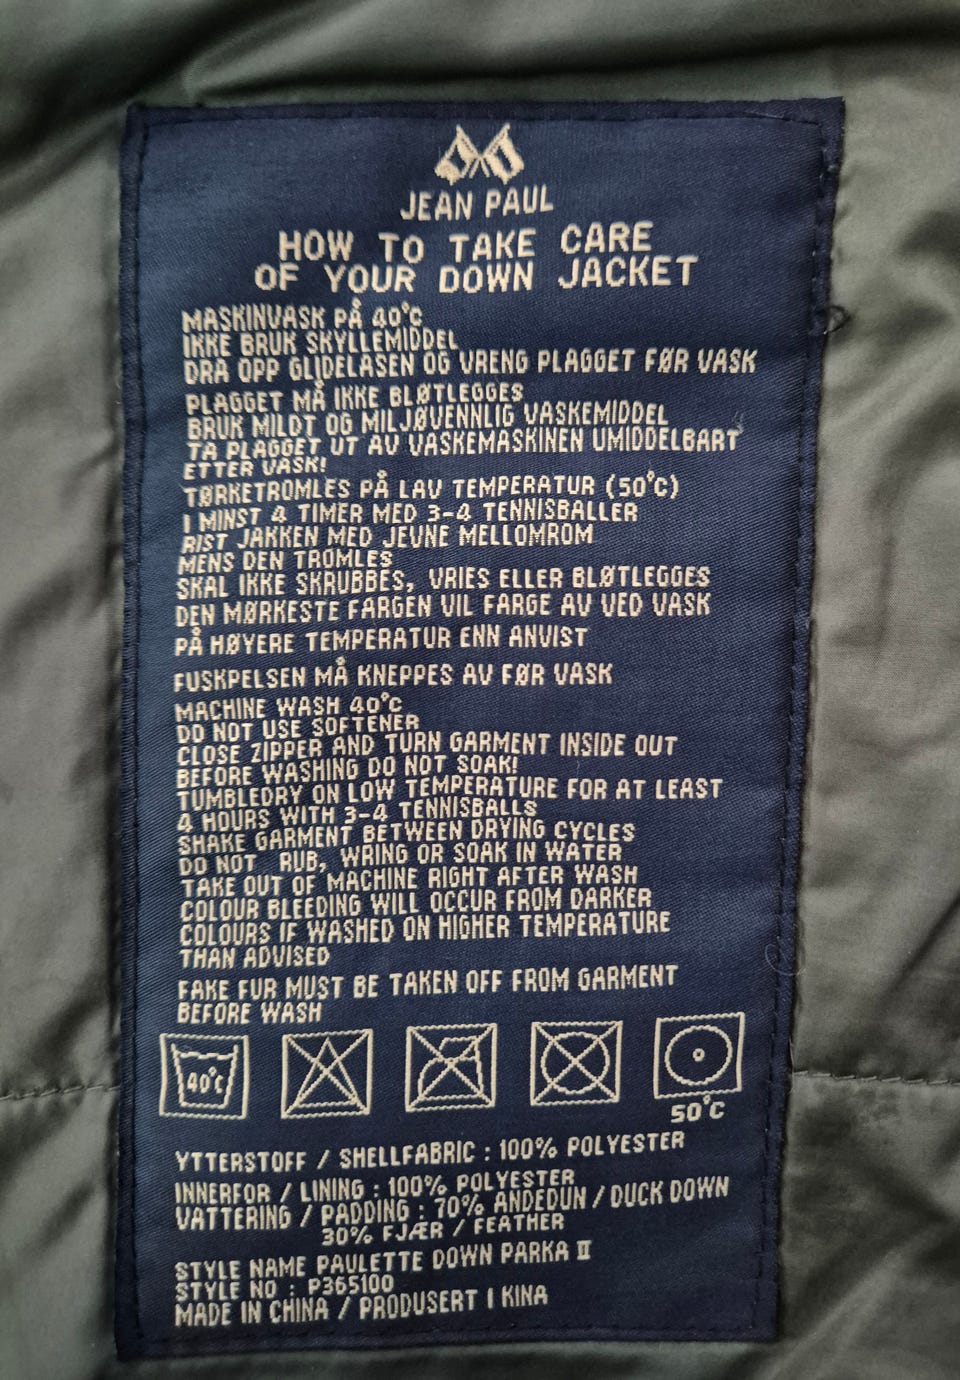 JEAN PAUL
HOW TO TAKE CARE
OF YOUR DOWN JACKET
MASKINVASK PÅ 40°C
IKKE BRUK SKYLLEMIDDEL
DRA OPP GLIDELÅSEN OG VRENG PLAGGET FØR VASK
PLAGGET MÅ IKKE BLØTLEGGES
BRUK MILDT OG MILJØVENNLIG VASKEMIDDEL
TA PLAGGET UT AV VASKEMASKINEN UMIDDELBART
ETTER VASK!
TØRKETROMLES PÅ LAV TEMPERATUR (50°C)
I MINST 4 TIMER MED 3-4 TENNISBALLER
RIST JAKKEN MED JEVNE MELLOMROM
MENS DEN TROMLES
SKAL IKKE SKRUBBES, VRIES ELLER BLØTLEGGES
DEN MØRKESTE FARGEN VIL FARGE AV VED VASK
PÅ HØYERE TEMPERATUR ENN ANVIST
FUSKPELSEN MÅ KNEPPES AV FØR VASK
MACHINE WASH 40°C
DO NOT USE SOFTENER
CLOSE ZIPPER AND TURN GARMENT INSIDE OUT
BEFORE WASHING DO NOT SOAK!
TUMBLEDRY ON LOW TEMPERATURE FOR AT LEAST
4 HOURS WITH 3-4 TENNISBALLS
SHAKE GARMENT BETWEEN DRYING CYCLES
DO NOT RUB, WRING OR SOAK IN WATER
TAKE OUT OF MACHINE RIGHT AFTER WASH
COLOUR BLEEDING WILL OCCUR FROM DARKER
COLOURS IF WASHED ON HIGHER TEMPERATURE
THAN ADVISED
FAKE FUR MUST BE TAKEN OFF FROM GARMENT
BEFORE WASH
40°C
50°C
YTTERSTOFF / SHELLFABRIC : 100% POLYESTER
INNERFOR / LINING : 100% POLYESTER
VATTERING / PADDING : 70% ANDEDUN / DUCK DOWN
30% FJÆR / FEATHER
STYLE NAME PAULETTE DOWN PARKA II
STYLE NO : P365100
MADE IN CHINA / PRODUSERT I KINA